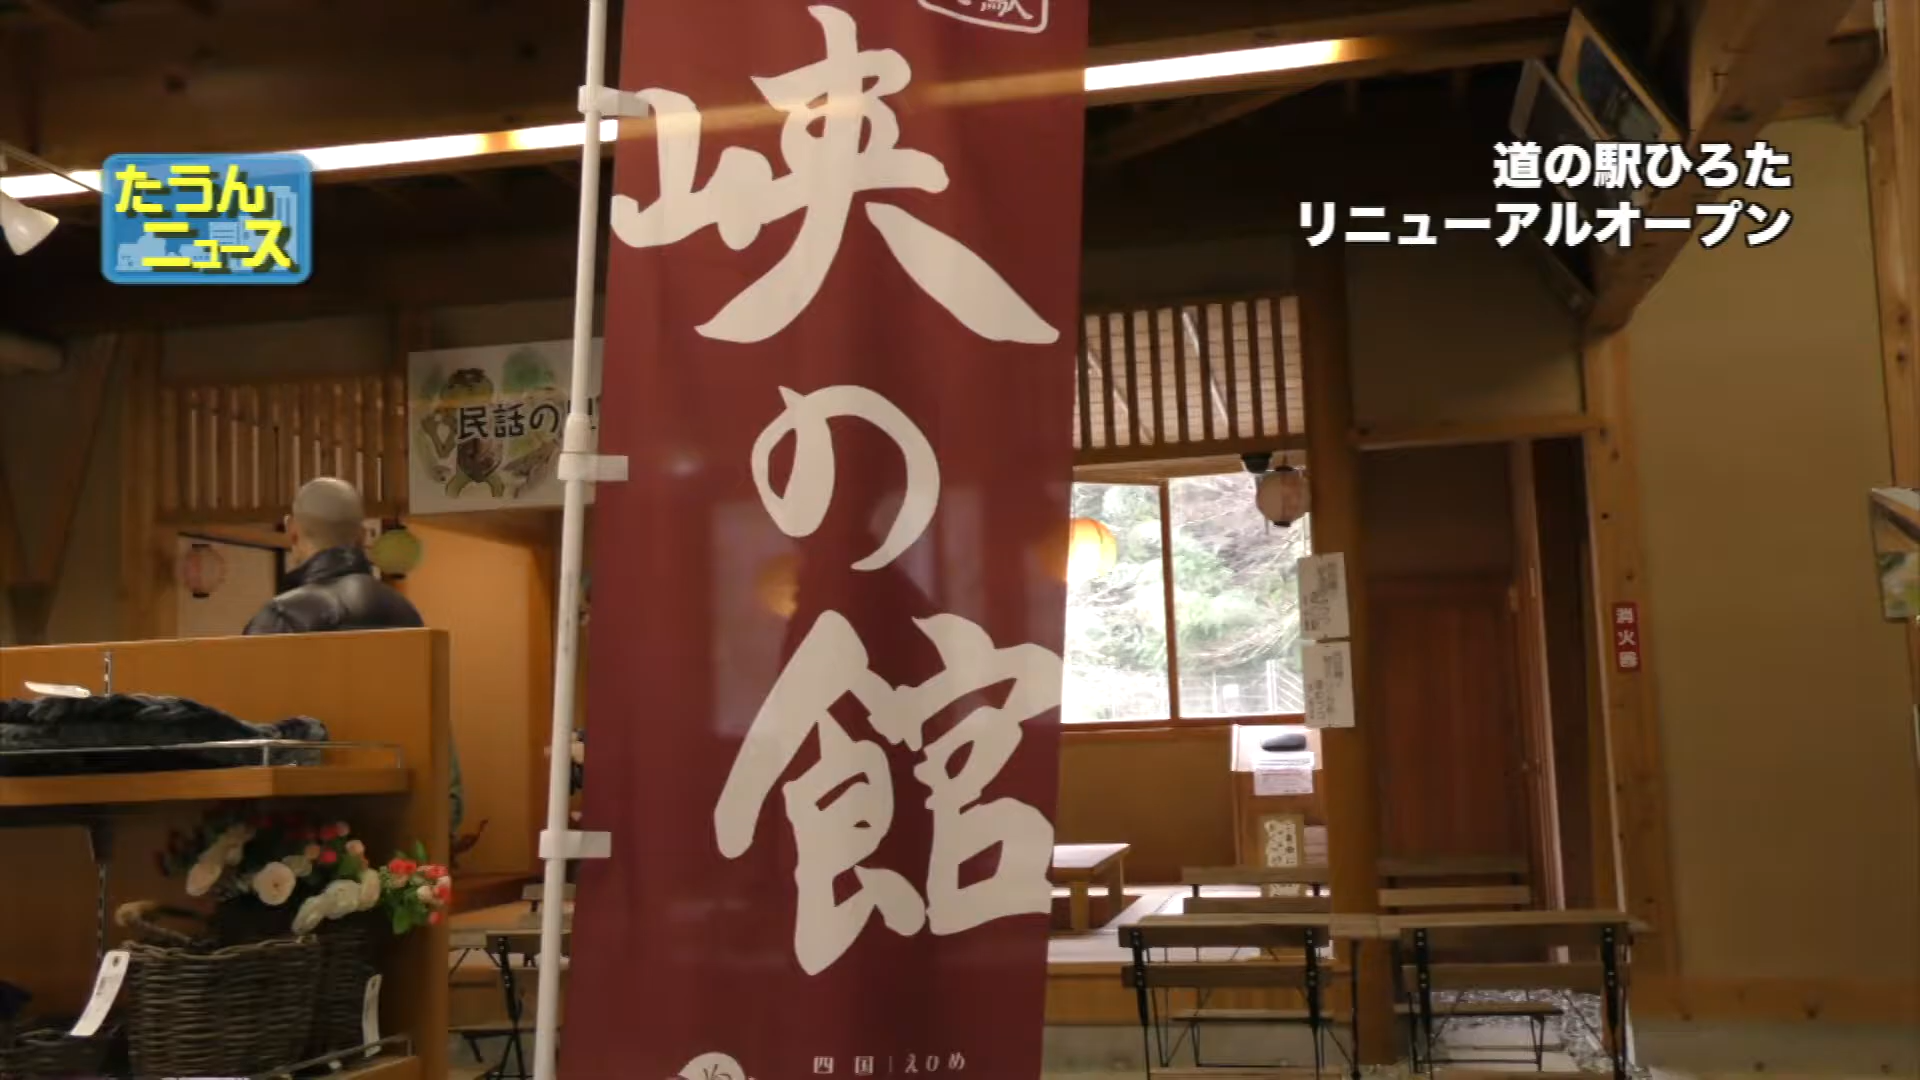 たうん
ニュース
道の駅ひろた
リニューアルオープン
峡の館
民話の
消火器
四国|えひめ